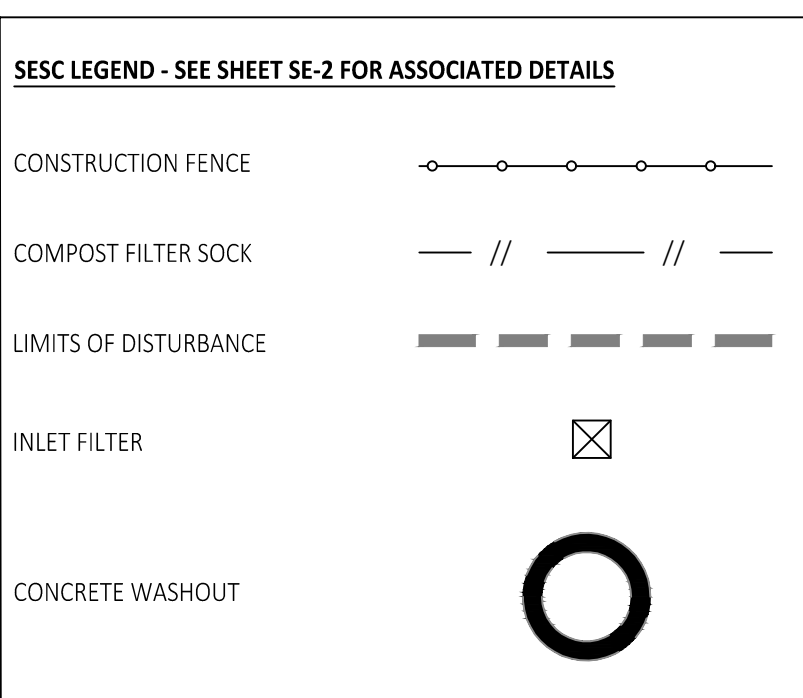 SESC LEGEND - SEE SHEET SE-2 FOR ASSOCIATED DETAILS
CONSTRUCTION FENCE
COMPOST FILTER SOCK
LIMITS OF DISTURBANCE
INLET FILTER
CONCRETE WASHOUT